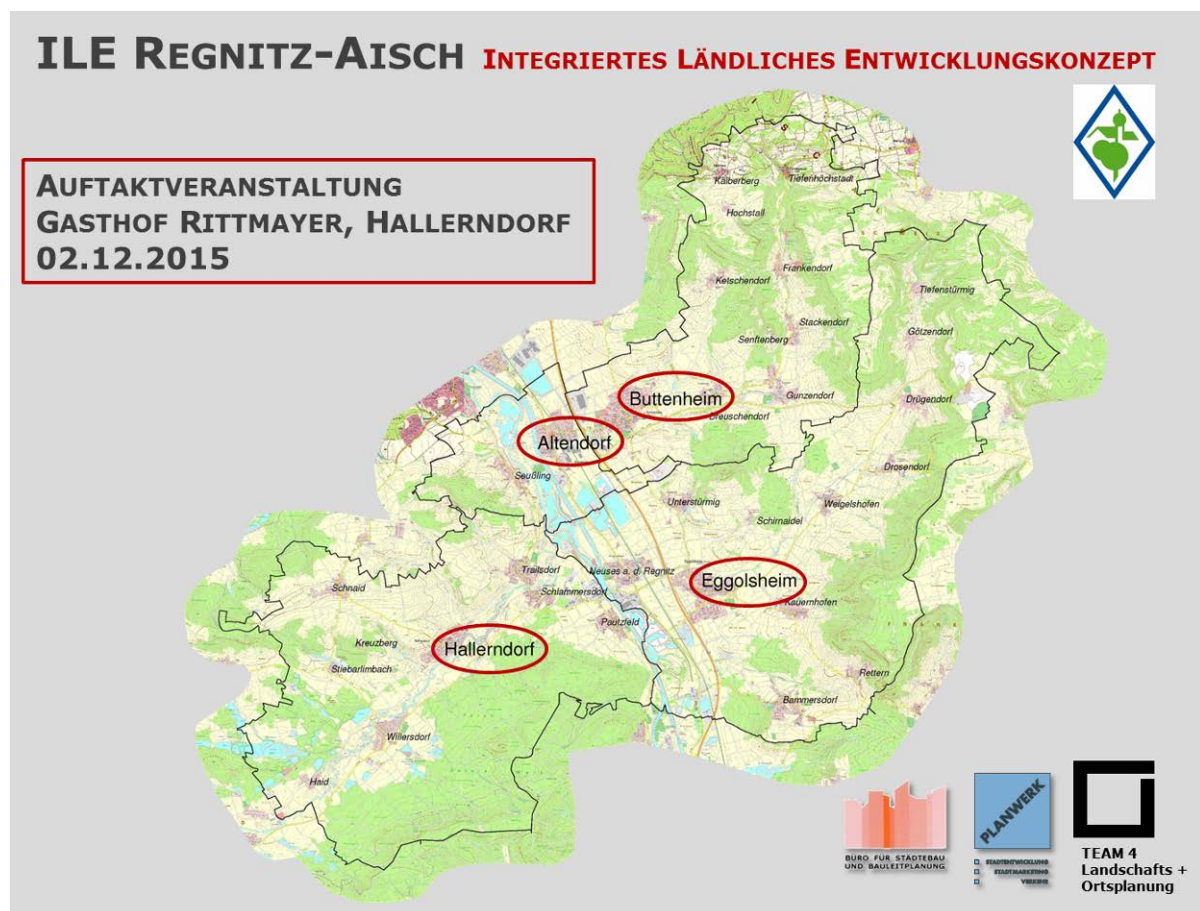 ILE REGNITZ-AISCH INTEGRIERTES LÄNDLICHES ENTWICKLUNGSKONZEPT
AUFTAKTVERANSTALTUNG
GASTHOF RITTMAYER, HALLERNDORF
02.12.2015
Kälberberg
Tiefenhöchstadt
Hochstall
Frankendorf
Ketschendorf
Tiefenstürmig
Stackendorf
Götzendorf
Senftenberg
Buttenheim
Gunzendorf
Drügendorf
Dreuschendorf
Altendorf
Seußling
Drosendorf
Unterstürmig
Weigelshofen
Schirnaidel
Trailsdorf
Neuses a. d. Regnitz
Eggolsheim
Schnaid
Schlammersdorf
Kauernhofen
Pautzfeld
Kreuzberg
Hallerndorf
Stiebarlimbach
Rettern
Bammersdorf
Willersdorf
Haid
BÜRO FÜR STÄDTEBAU
UND BAULEITPLANUNG
PLANWERK
STADTENTWICKLUNG
STADTMARKETING
VERKEHR
TEAM 4
Landschafts +
Ortsplanung